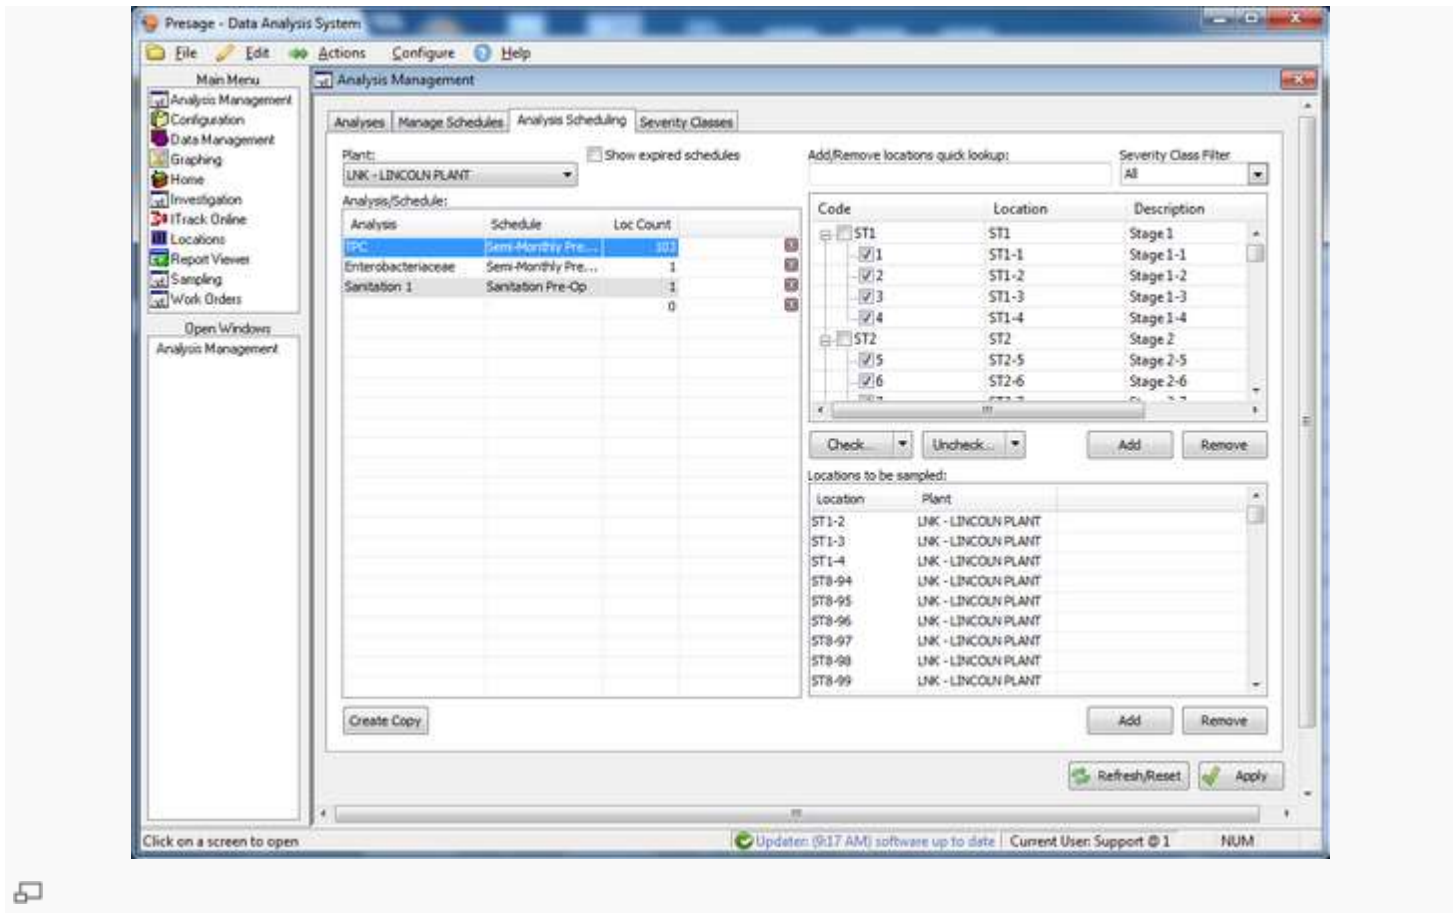 Presage - Data Analysis System
File Edit Actions Configure Help
Main Menu
Analysis Management
Configuration
Data Management
Graphing
Home
Investigation
ITrack Online
Locations
Report Viewer
Sampling
Work Orders
Open Windows
Analysis Management
Analysis Management
Analyses Manage Schedules Analysis Scheduling Severity Classes
Plant: Show expired schedules
LNK - LINCOLN PLANT
Analysis/Schedule:
Analysis Schedule Loc Count
TPC Semi-Monthly Pre... 103
Enterobacteriaceae Semi-Monthly Pre... 1
Sanitation 1 Sanitation Pre-Op 1
0
Create Copy
Add/Remove locations quick lookup: Severity Class Filter
All
Code Location Description
ST1 ST1 Stage 1
1 ST1-1 Stage 1-1
2 ST1-2 Stage 1-2
3 ST1-3 Stage 1-3
4 ST1-4 Stage 1-4
ST2 ST2 Stage 2
5 ST2-5 Stage 2-5
6 ST2-6 Stage 2-6
Check... Uncheck... Add Remove
Locations to be sampled:
Location Plant
ST1-2 LNK - LINCOLN PLANT
ST1-3 LNK - LINCOLN PLANT
ST1-4 LNK - LINCOLN PLANT
ST8-94 LNK - LINCOLN PLANT
ST8-95 LNK - LINCOLN PLANT
ST8-96 LNK - LINCOLN PLANT
ST8-97 LNK - LINCOLN PLANT
ST8-98 LNK - LINCOLN PLANT
ST8-99 LNK - LINCOLN PLANT
Add Remove
Refresh/Reset Apply
Click on a screen to open Updater: (9:17 AM) software up to date Current User: Support @ 1 NUM